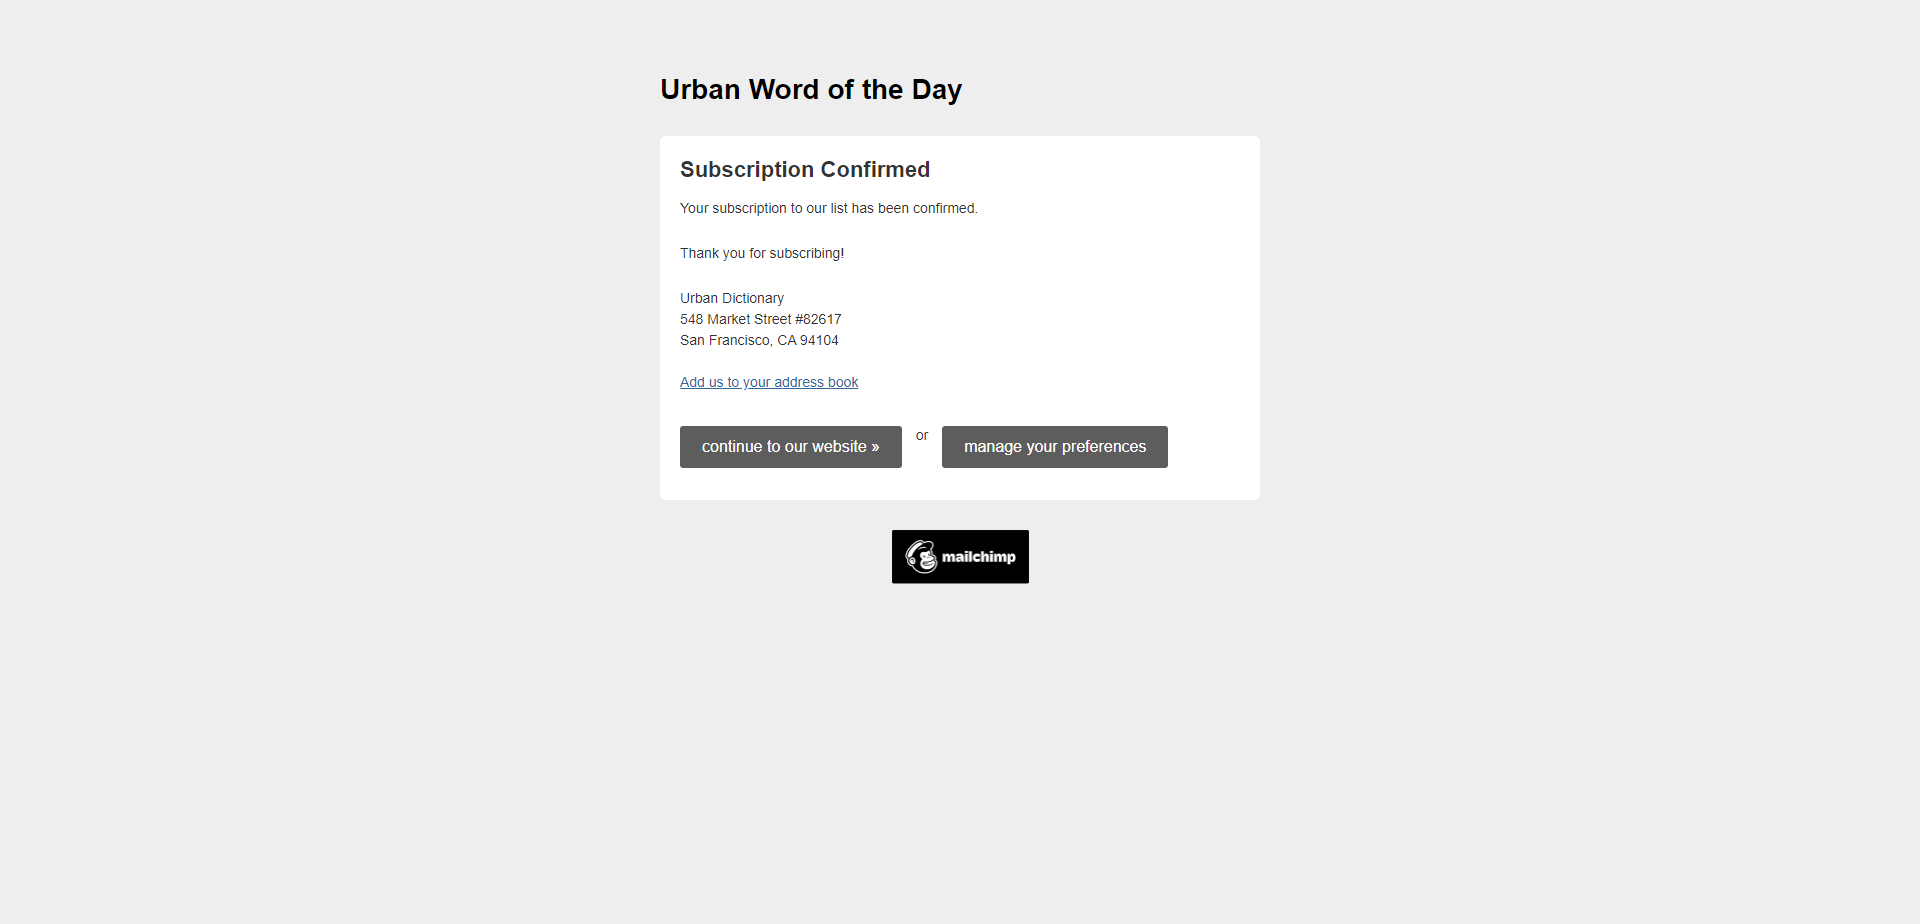 Urban Word of the Day
Subscription Confirmed
Your subscription to our list has been confirmed.
Thank you for subscribing!
Urban Dictionary
548 Market Street #82617
San Francisco, CA 94104
Add us to your address book
continue to our website » or manage your preferences
mailchimp